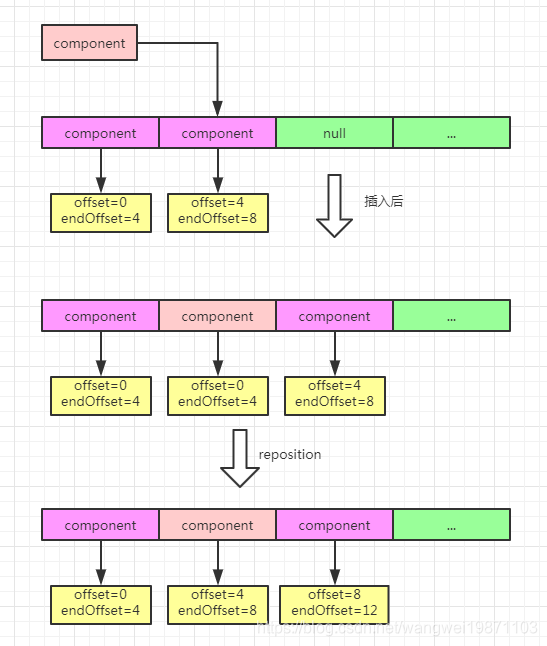 component
component
component
null
...
offset=0
endOffset=4
offset=4
endOffset=8
插入后
component
component
component
...
offset=0
endOffset=4
offset=0
endOffset=4
offset=4
endOffset=8
reposition
component
component
component
...
offset=0
endOffset=4
offset=4
endOffset=8
offset=8
endOffset=12
https://blog.csdn.net/wangwei19871103